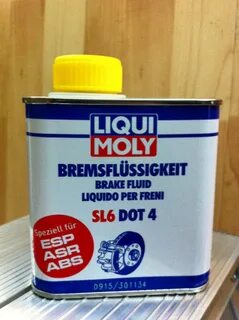 LIQUI
MOLY
BREMSFLÜSSIGKEIT
BRAKE FLUID
LIQUIDO PER FRENI
SL6 DOT 4
Speziell für
ESP
ASR
ABS
0915/301134